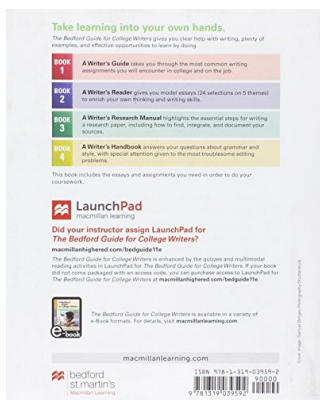 Take learning into your own hands.
The Bedford Guide for College Writers gives you clear help with writing, plenty of
examples, and effective opportunities to learn by doing.
BOOK
1
A Writer's Guide takes you through the most common writing
assignments you will encounter in college and on the job.
BOOK
2
A Writer's Reader gives you model essays (24 selections on 5 themes)
to enrich your own thinking and writing skills.
BOOK
3
A Writer's Research Manual highlights the essential steps for writing
a research paper, including how to find, integrate, and document your
sources.
BOOK
4
A Writer's Handbook answers your questions about grammar and
style, with special attention given to the most troublesome editing
problems.
This book includes the essays and assignments you need in order to do your
coursework.
LaunchPad
macmillan learning
Did your instructor assign LaunchPad for
The Bedford Guide for College Writers?
macmillanhighered.com/bedguide11e
LaunchPad for The Bedford Guide for College Writers is enhanced by the quizzes and multimodal
reading activities in LaunchPad for The Bedford Guide for College Writers. If your book
did not come packaged with an access code, you can purchase access to LaunchPad for
The Bedford Guide for College Writers at macmillanhighered.com/bedguide11e.
e-book
The Bedford Guide for College Writers is available in a variety of
e-Book formats. For details, visit macmillanlearning.com.
macmillanlearning.com
bedford
st.martin's
Macmillan Learning
ISBN 978-1-319-03959-2
90000
9 781319 039592